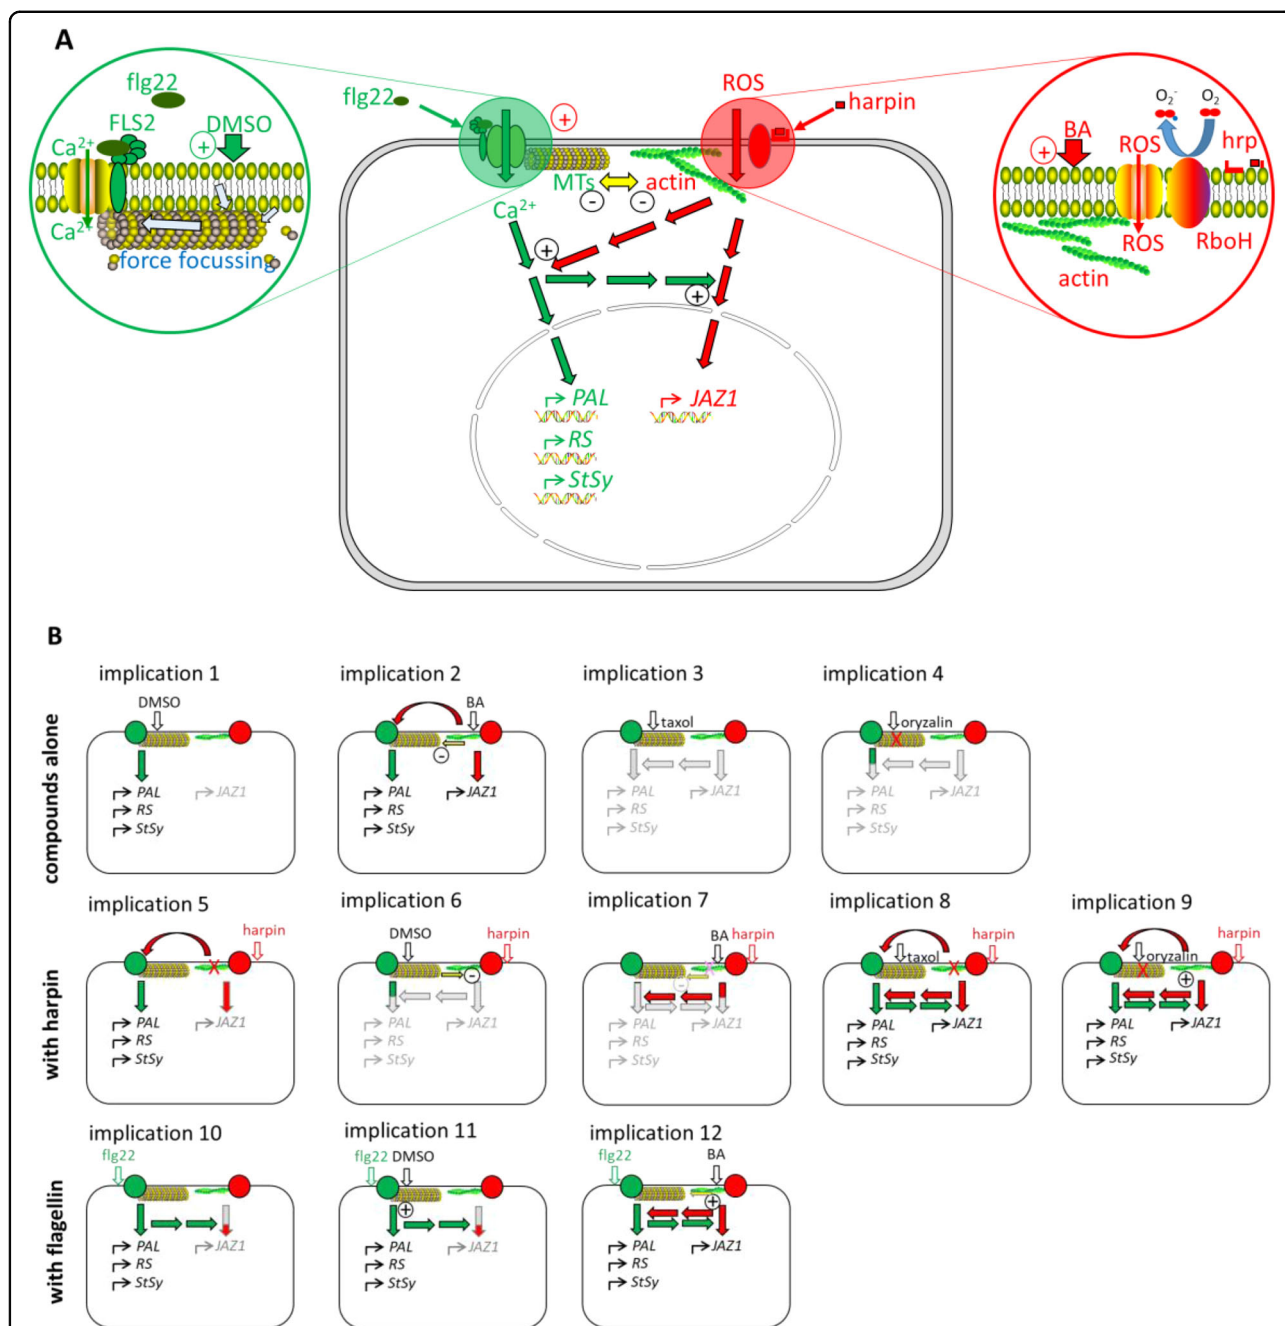 A
flg22
FLS2
DMSO
+
Ca2+
Ca2+
force focussing
flg22
+
ROS
harpin
MTs
actin
-
-
Ca2+
+
+
PAL
JAZ1
RS
StSy
O2-
O2
BA
+
ROS
hrp
ROS
RboH
actin
B
compounds alone
implication 1
DMSO
PAL
JAZ1
RS
StSy
implication 2
BA
-
PAL
JAZ1
RS
StSy
implication 3
taxol
PAL
JAZ1
RS
StSy
implication 4
oryzalin
X
PAL
JAZ1
RS
StSy
with harpin
implication 5
harpin
X
PAL
JAZ1
RS
StSy
implication 6
DMSO
harpin
-
PAL
JAZ1
RS
StSy
implication 7
BA
harpin
X
-
PAL
JAZ1
RS
StSy
implication 8
harpin
taxol
X
PAL
JAZ1
RS
StSy
implication 9
harpin
oryzalin
X
+
PAL
JAZ1
RS
StSy
with flagellin
implication 10
flg22
PAL
JAZ1
RS
StSy
implication 11
flg22
DMSO
+
PAL
JAZ1
RS
StSy
implication 12
flg22
BA
+
PAL
JAZ1
RS
StSy